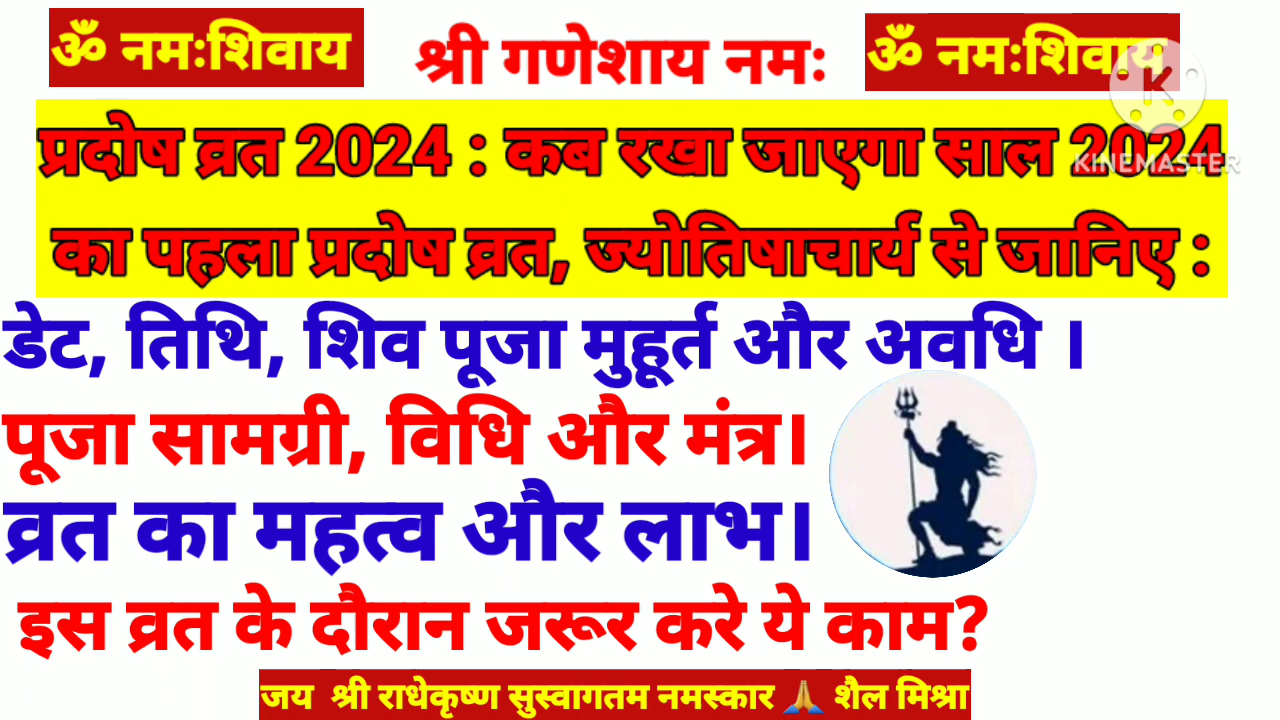 ॐ नमःशिवाय श्री गणेशाय नमः ॐ नमःशिवाय
प्रदोष व्रत 2024 : कब रखा जाएगा साल 2024
KINEMASTER
का पहला प्रदोष व्रत, ज्योतिषाचार्य से जानिए :
डेट, तिथि, शिव पूजा मुहूर्त और अवधि ।
पूजा सामग्री, विधि और मंत्र।
व्रत का महत्व और लाभ।
इस व्रत के दौरान जरूर करे ये काम?
जय श्री राधेकृष्ण सुस्वागतम नमस्कार 🙏 शैल मिश्रा